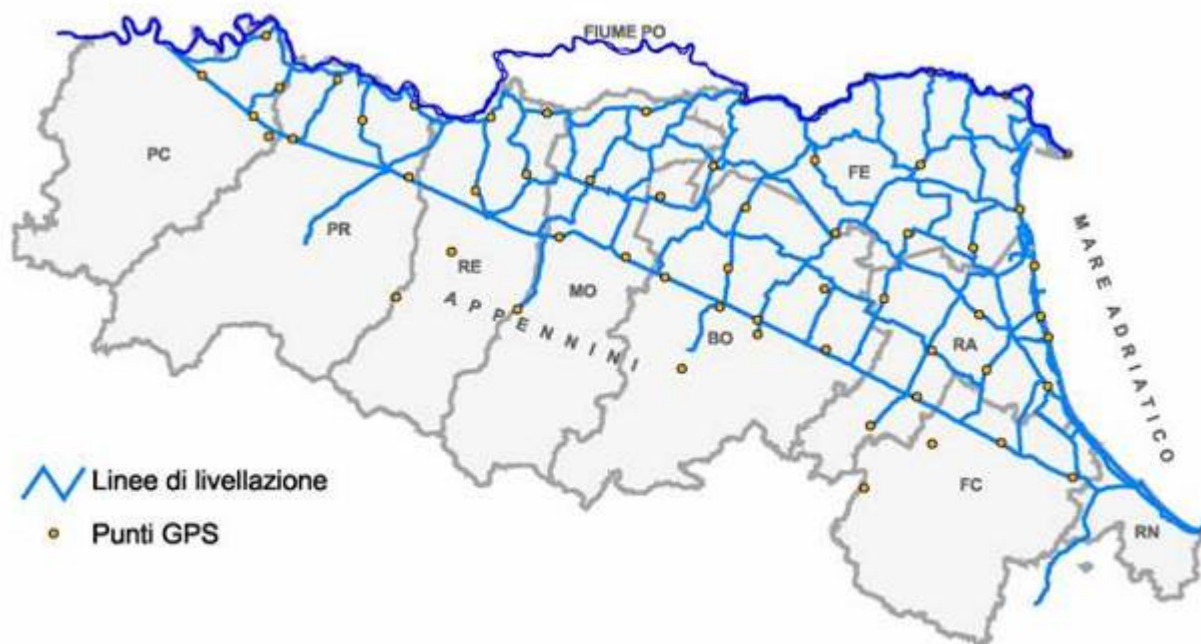 FIUME PO
PC
FE
PR
RE
MO
BO
RA
APPENNINI
MARE ADRIATICO
FC
RN
Linee di livellazione
Punti GPS